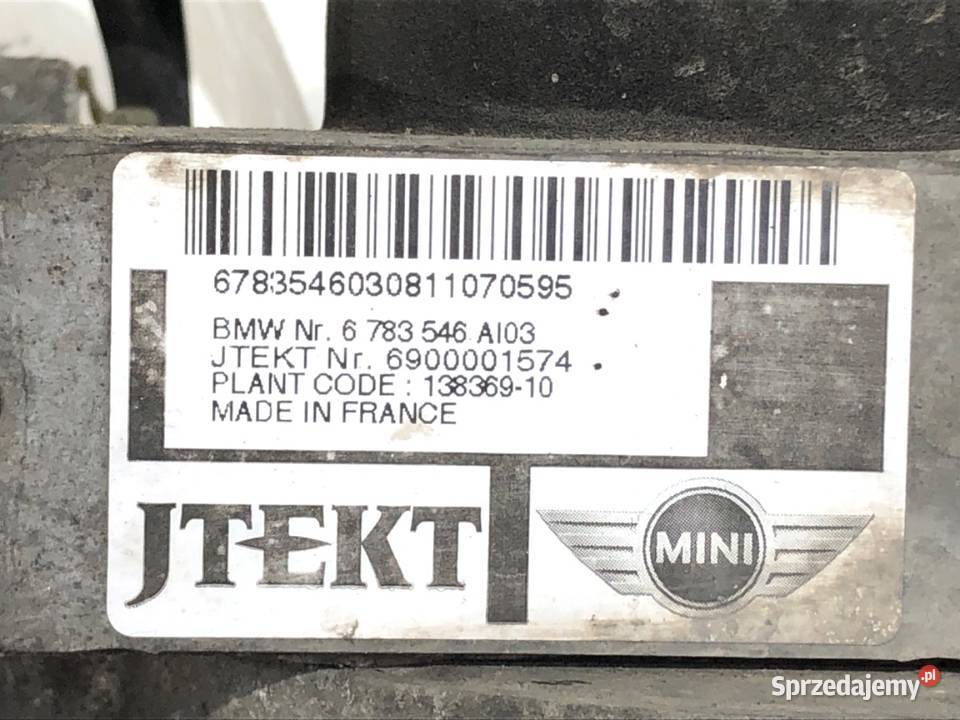 6783546030811070595
BMW Nr. 6 783 546 AI03
JTEKT Nr. 6900001574
PLANT CODE : 138369-10
MADE IN FRANCE
JTEKT
MINI
Sprzedajemy.pl